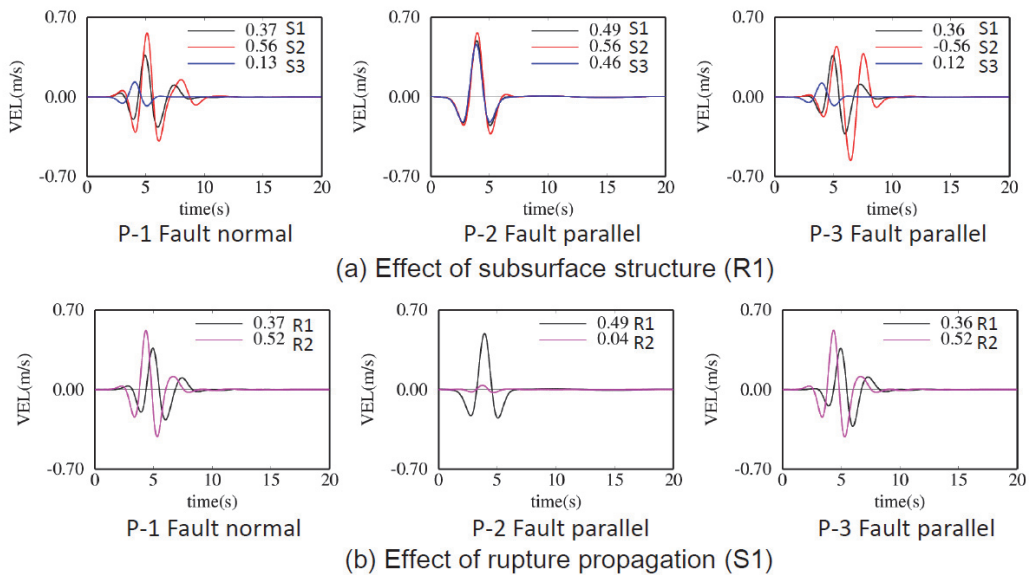 0.70
0.37 S1
0.56 S2
0.13 S3
VEL(m/s)
0.00
-0.70
0 5 10 15 20
time(s)
P-1 Fault normal
0.70
0.49 S1
0.56 S2
0.46 S3
VEL(m/s)
0.00
-0.70
0 5 10 15 20
time(s)
P-2 Fault parallel
0.70
0.36 S1
-0.56 S2
0.12 S3
VEL(m/s)
0.00
-0.70
0 5 10 15 20
time(s)
P-3 Fault parallel
(a) Effect of subsurface structure (R1)
0.70
0.37 R1
0.52 R2
VEL(m/s)
0.00
-0.70
0 5 10 15 20
time(s)
P-1 Fault normal
0.70
0.49 R1
0.04 R2
VEL(m/s)
0.00
-0.70
0 5 10 15 20
time(s)
P-2 Fault parallel
0.70
0.36 R1
0.52 R2
VEL(m/s)
0.00
-0.70
0 5 10 15 20
time(s)
P-3 Fault parallel
(b) Effect of rupture propagation (S1)